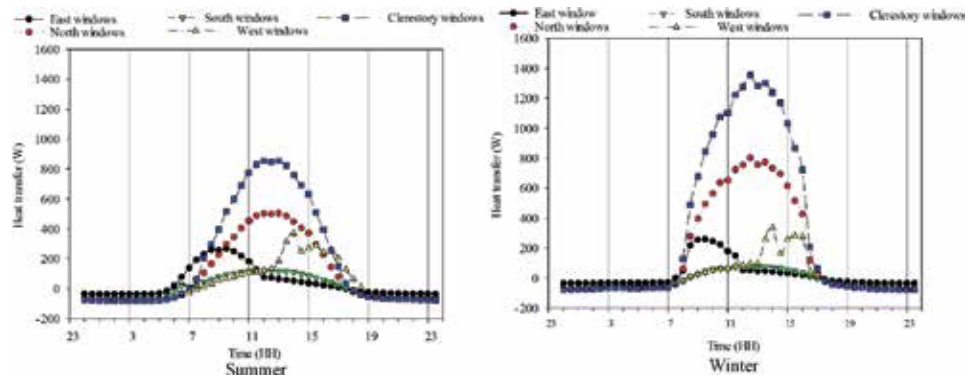 East window South windows Clerestory windows
North windows West windows
1600
1400
1200
1000
800
600
400
200
0
-200
Heat transfer (W)
23 3 7 11 15 19 23
Time (HH)
Summer
East window South windows Clerestory windows
North windows West windows
1600
1400
1200
1000
800
600
400
200
0
-200
Heat transfer (W)
23 3 7 11 15 19 23
Time (HH)
Winter